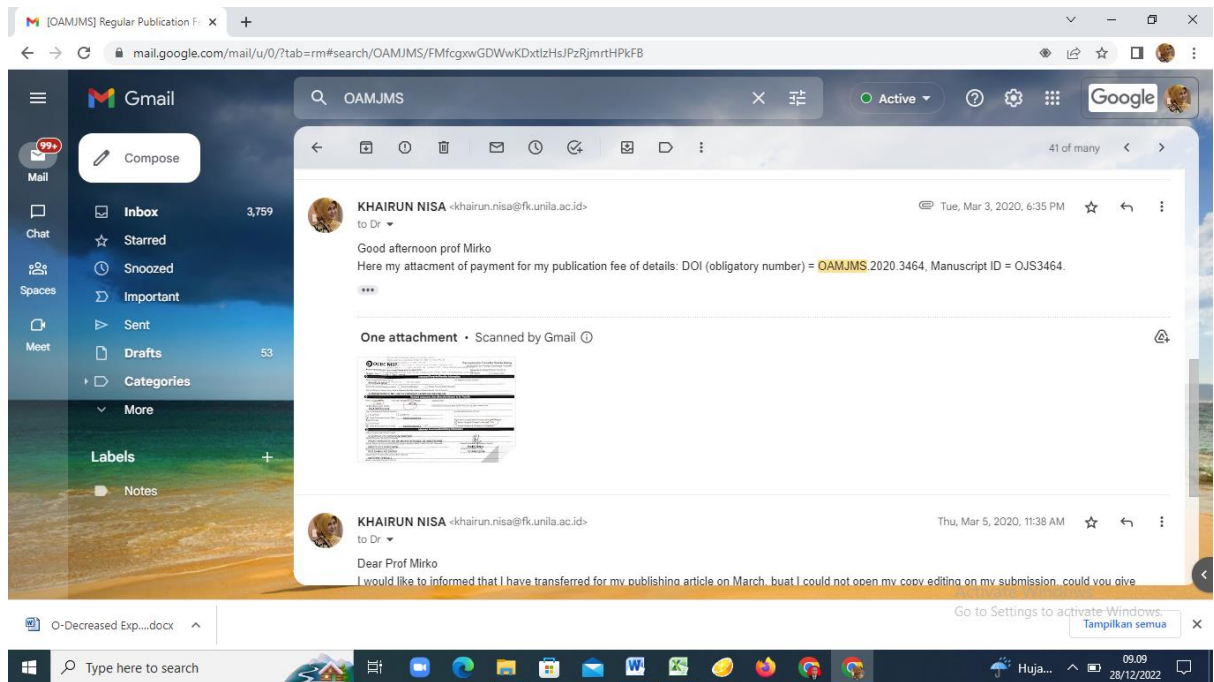 [OAMJMS] Regular Publication Fe
mail.google.com/mail/u/0/?tab=rm#search/OAMJMS/FMfcgxwGDWwKDxtlzHsJPzRjmrtHPkFB
Gmail
OAMJMS
Active
Google
99+
Mail
Compose
41 of many
Chat
Spaces
Meet
Inbox 3,759
Starred
Snoozed
Important
Sent
Drafts 53
Categories
More
Labels
Notes
KHAIRUN NISA <khairun.nisa@fk.unila.ac.id>
Tue, Mar 3, 2020, 6:35 PM
to Dr
Good afternoon prof Mirko
Here my attacment of payment for my publication fee of details: DOI (obligatory number) = OAMJMS.2020.3464, Manuscript ID = OJS3464.
One attachment • Scanned by Gmail
OCBC NISP
KHAIRUN NISA <khairun.nisa@fk.unila.ac.id>
Thu, Mar 5, 2020, 11:38 AM
to Dr
Dear Prof Mirko
I would like to informed that I have transferred for my publishing article on March, buat I could not open my copy editing on my submission, could you give
Activate Windows
Go to Settings to activate Windows.
O-Decreased Exp....docx
Tampilkan semua
Type here to search
Huja...
09.09
28/12/2022